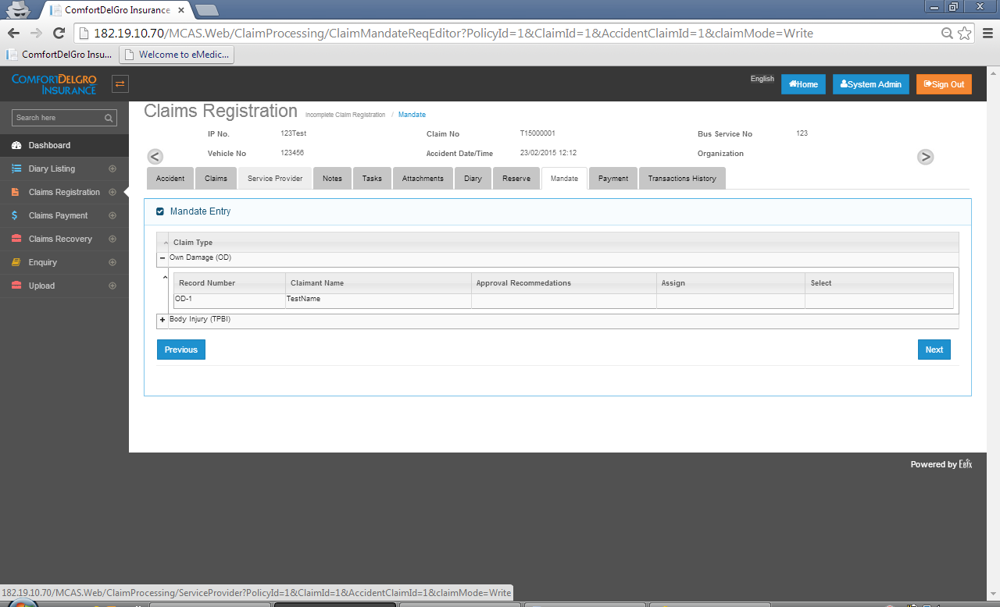 ComfortDelGro Insurance
182.19.10.70/MCAS.Web/ClaimProcessing/ClaimMandateReqEditor?PolicyId=1&ClaimId=1&AccidentClaimId=1&claimMode=Write
ComfortDelGro Insu... Welcome to eMedic...
COMFORTDELGRO
INSURANCE
English Home System Admin Sign Out
Search here
Dashboard
Diary Listing
Claims Registration
Claims Payment
Claims Recovery
Enquiry
Upload
Claims Registration Incomplete Claim Registration / Mandate
IP No. 123Test Claim No T15000001 Bus Service No 123
Vehicle No 123456 Accident Date/Time 23/02/2015 12:12 Organization
< >
Accident Claims Service Provider Notes Tasks Attachments Diary Reserve Mandate Payment Transactions History
Mandate Entry
Claim Type
Own Damage (OD)
Record Number Claimant Name Approval Recommedations Assign Select
OD-1 TestName
Body Injury (TPBI)
Previous Next
Powered by Ebix
182.19.10.70/MCAS.Web/ClaimProcessing/ServiceProvider?PolicyId=1&ClaimId=1&AccidentClaimId=1&claimMode=Write